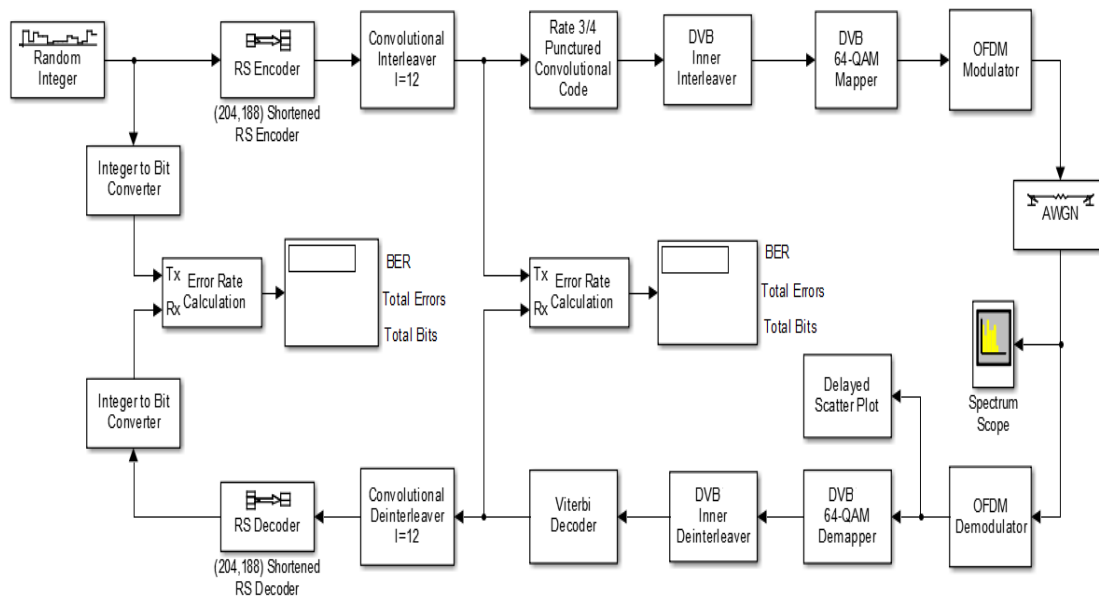 Random
Integer
RS Encoder
(204,188) Shortened
RS Encoder
Convolutional
Interleaver
I=12
Rate 3/4
Punctured
Convolutional
Code
DVB
Inner
Interleaver
DVB
64-QAM
Mapper
OFDM
Modulator
Integer to Bit
Converter
AWGN
Tx
Rx
Error Rate
Calculation
BER
Total Errors
Total Bits
Tx
Rx
Error Rate
Calculation
BER
Total Errors
Total Bits
Spectrum
Scope
Integer to Bit
Converter
Delayed
Scatter Plot
RS Decoder
(204,188) Shortened
RS Decoder
Convolutional
Deinterleaver
I=12
Viterbi
Decoder
DVB
Inner
Deinterleaver
DVB
64-QAM
Demapper
OFDM
Demodulator